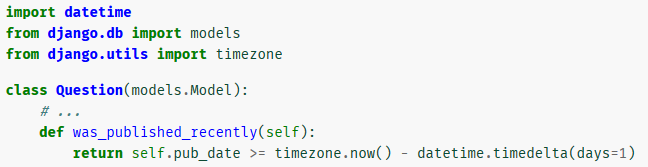 import datetime
from django.db import models
from django.utils import timezone

class Question(models.Model):
    # ...
    def was_published_recently(self):
        return self.pub_date >= timezone.now() - datetime.timedelta(days=1)